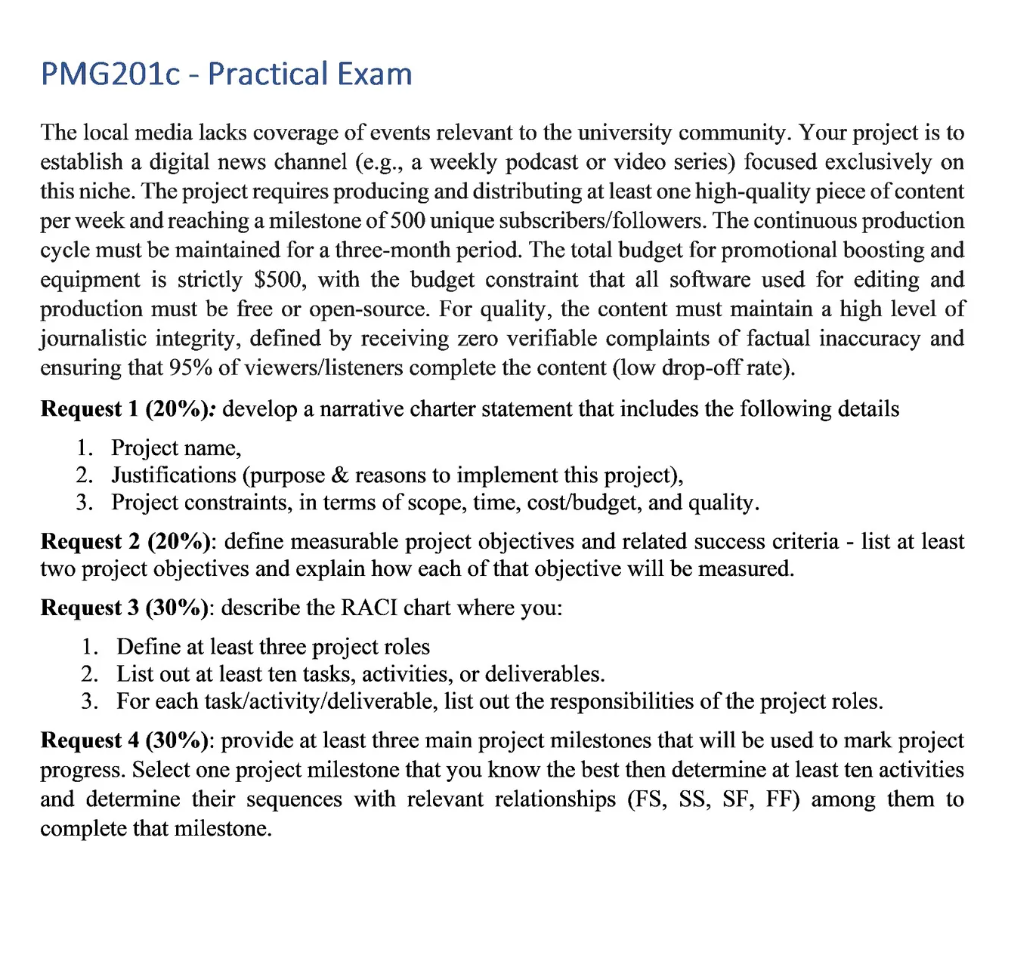 PMG201c - Practical Exam
The local media lacks coverage of events relevant to the university community. Your project is to
establish a digital news channel (e.g., a weekly podcast or video series) focused exclusively on
this niche. The project requires producing and distributing at least one high-quality piece of content
per week and reaching a milestone of 500 unique subscribers/followers. The continuous production
cycle must be maintained for a three-month period. The total budget for promotional boosting and
equipment is strictly $500, with the budget constraint that all software used for editing and
production must be free or open-source. For quality, the content must maintain a high level of
journalistic integrity, defined by receiving zero verifiable complaints of factual inaccuracy and
ensuring that 95% of viewers/listeners complete the content (low drop-off rate).
Request 1 (20%): develop a narrative charter statement that includes the following details
1. Project name,
2. Justifications (purpose & reasons to implement this project),
3. Project constraints, in terms of scope, time, cost/budget, and quality.
Request 2 (20%): define measurable project objectives and related success criteria - list at least
two project objectives and explain how each of that objective will be measured.
Request 3 (30%): describe the RACI chart where you:
1. Define at least three project roles
2. List out at least ten tasks, activities, or deliverables.
3. For each task/activity/deliverable, list out the responsibilities of the project roles.
Request 4 (30%): provide at least three main project milestones that will be used to mark project
progress. Select one project milestone that you know the best then determine at least ten activities
and determine their sequences with relevant relationships (FS, SS, SF, FF) among them to
complete that milestone.